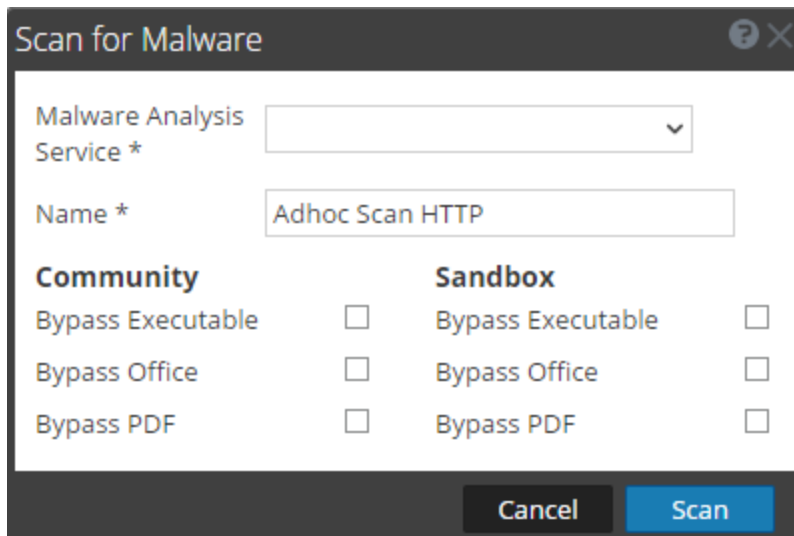 Scan for Malware
Malware Analysis
Service *
Name *
Adhoc Scan HTTP
Community
Sandbox
Bypass Executable
Bypass Executable
Bypass Office
Bypass Office
Bypass PDF
Bypass PDF
Cancel
Scan